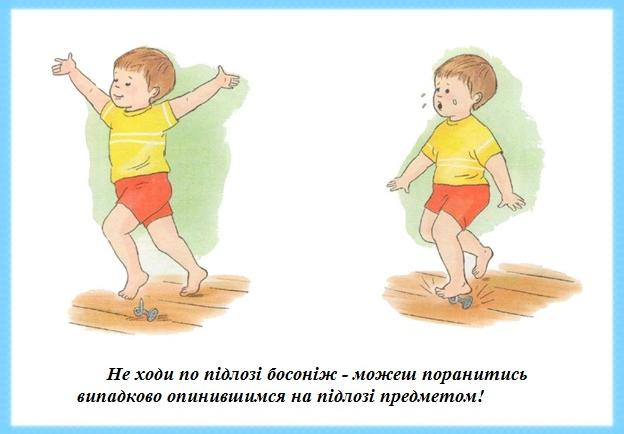 Не ходи по підлозі босоніж - можеш поранитись
випадково опинившимся на підлозі предметом!